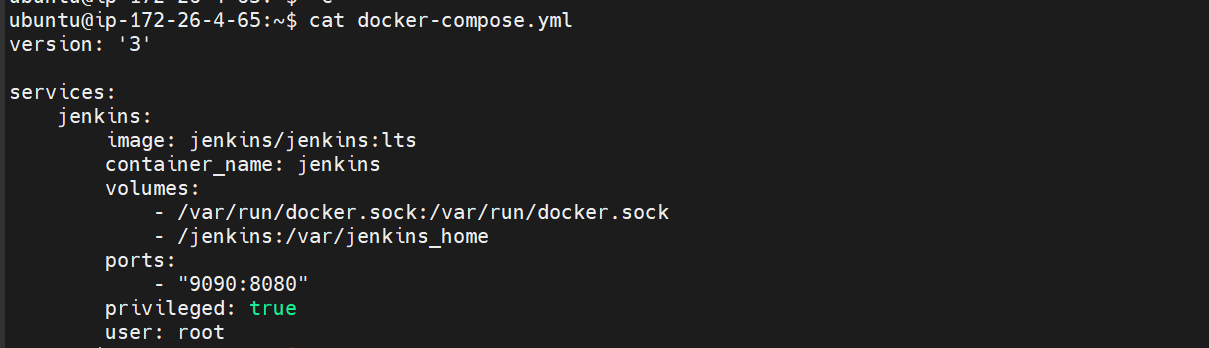 ubuntu@ip-172-26-4-65:~$ cat docker-compose.yml
version: '3'
services:
    jenkins:
        image: jenkins/jenkins:lts
        container_name: jenkins
        volumes:
            - /var/run/docker.sock:/var/run/docker.sock
            - /jenkins:/var/jenkins_home
        ports:
            - "9090:8080"
        privileged: true
        user: root